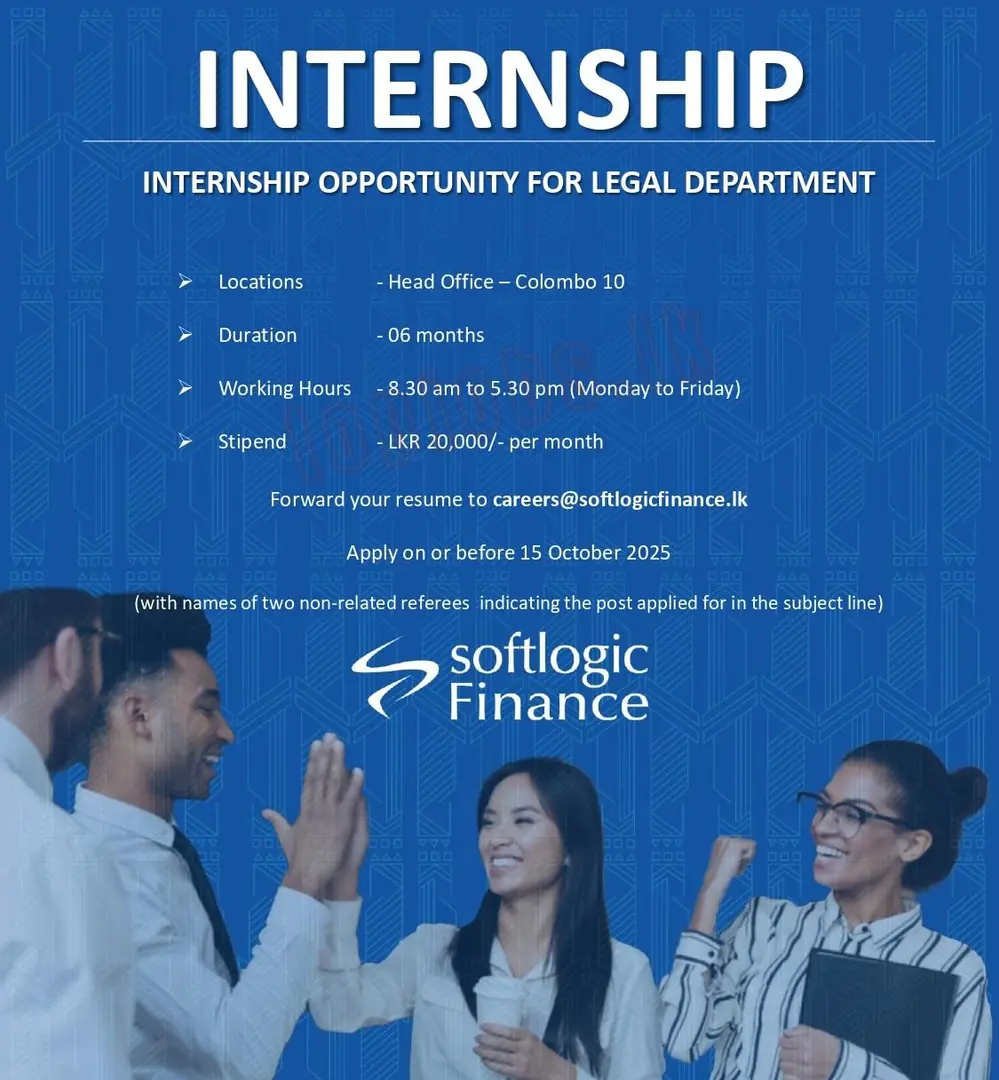 INTERNSHIP
INTERNSHIP OPPORTUNITY FOR LEGAL DEPARTMENT
➢ Locations - Head Office – Colombo 10
➢ Duration - 06 months
➢ Working Hours - 8.30 am to 5.30 pm (Monday to Friday)
➢ Stipend - LKR 20,000/- per month
Forward your resume to careers@softlogicfinance.lk
Apply on or before 15 October 2025
(with names of two non-related referees indicating the post applied for in the subject line)
softlogic
Finance